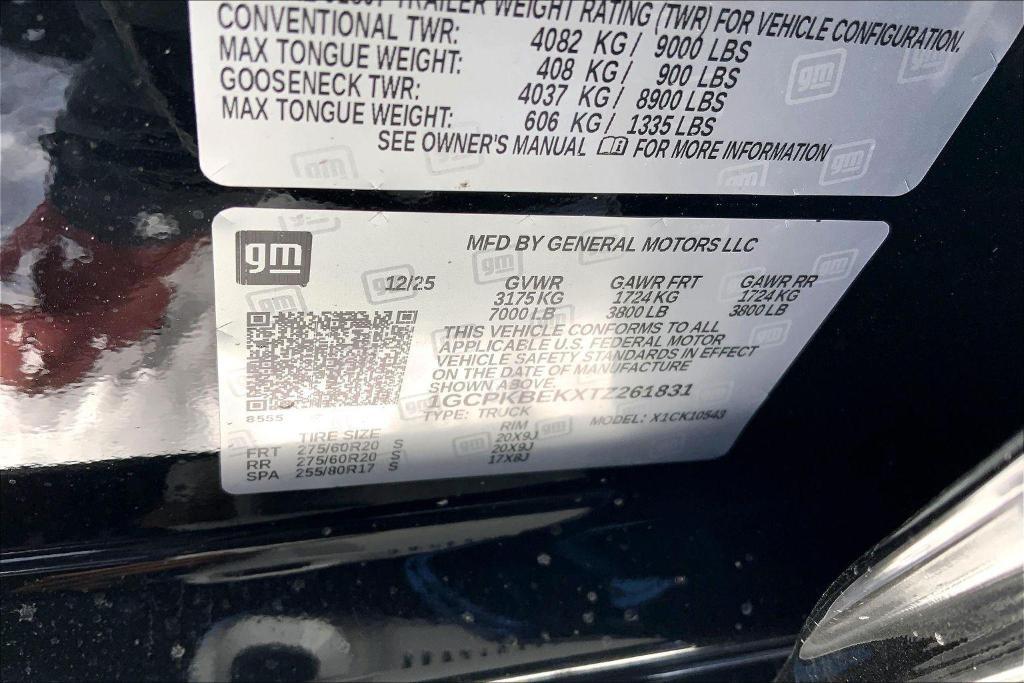 TRAILER WEIGHT RATING (TWR) FOR VEHICLE CONFIGURATION.
CONVENTIONAL TWR: 4082 KG/ 9000 LBS
MAX TONGUE WEIGHT: 408 KG/ 900 LBS
GOOSENECK TWR: 4037 KG/ 8900 LBS
MAX TONGUE WEIGHT: 606 KG/ 1335 LBS
SEE OWNER'S MANUAL FOR MORE INFORMATION
gm
MFD BY GENERAL MOTORS LLC
12/25 GVWR GAWR FRT GAWR RR
3175 KG 1724 KG 1724 KG
7000 LB 3800 LB 3800 LB
THIS VEHICLE CONFORMS TO ALL
APPLICABLE U.S. FEDERAL MOTOR
VEHICLE SAFETY STANDARDS IN EFFECT
ON THE DATE OF MANUFACTURE
SHOWN ABOVE.
1GCPKBEKXTZ261831
8555
TYPE: TRUCK MODEL: X1CK10543
TIRE SIZE RIM
FRT 275/60R20 S 20X9J
RR 275/60R20 S 20X9J
SPA 255/80R17 S 17X8J